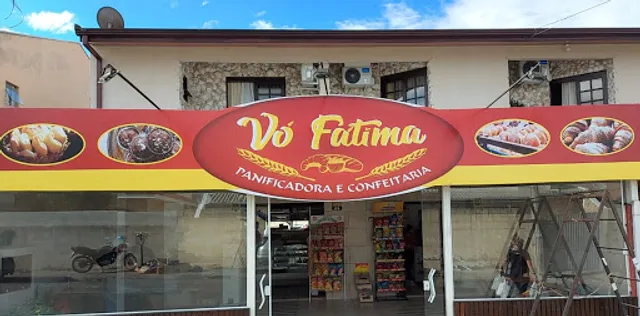 Vó Fatima
PANIFICADORA E CONFEITARIA